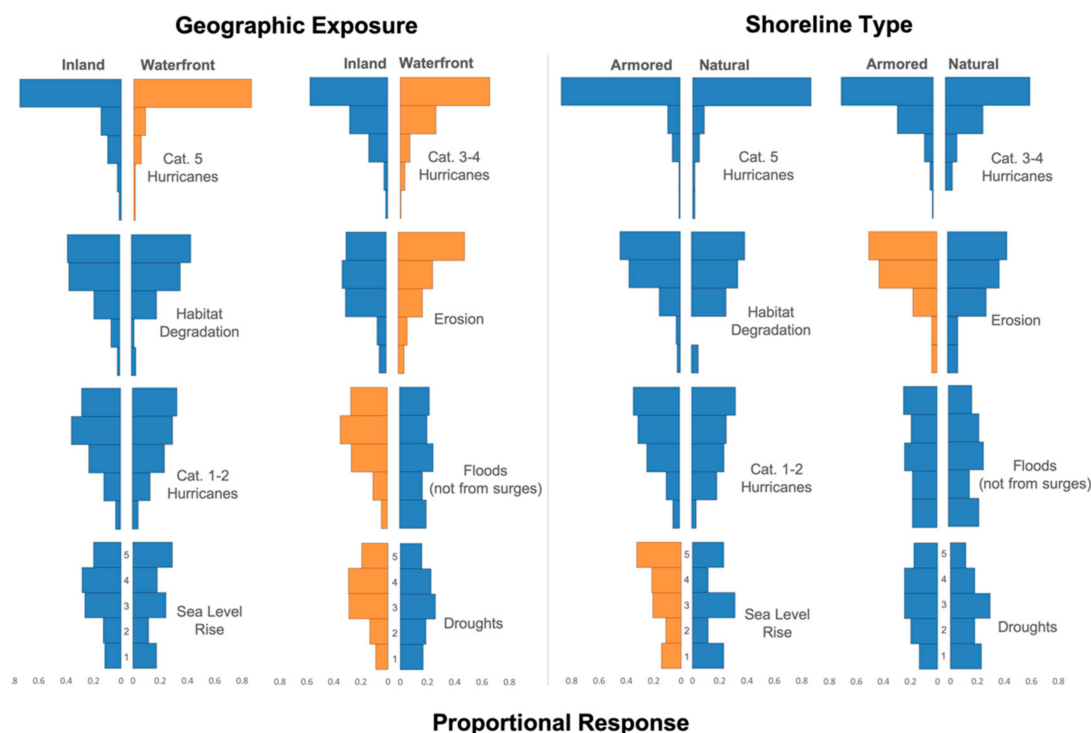 Geographic Exposure Shoreline Type
Inland Waterfront Inland Waterfront Armored Natural Armored Natural
Cat. 5 Hurricanes
Cat. 3-4 Hurricanes
Cat. 5 Hurricanes
Cat. 3-4 Hurricanes
Habitat Degradation
Erosion
Habitat Degradation
Erosion
Cat. 1-2 Hurricanes
Floods (not from surges)
Cat. 1-2 Hurricanes
Floods (not from surges)
5 5 5 5
4 4 4 4
3 3 3 3
2 2 2 2
1 1 1 1
Sea Level Rise
Droughts
Sea Level Rise
Droughts
.8 0.6 0.4 0.2 0 0 0.2 0.4 0.6 0.8 0.6 0.4 0.2 0 0 0.2 0.4 0.6 0.8 0.8 0.6 0.4 0.2 0 0 0.2 0.4 0.6 0.8 0.6 0.4 0.2 0 0 0.2 0.4 0.6 0.8
Proportional Response